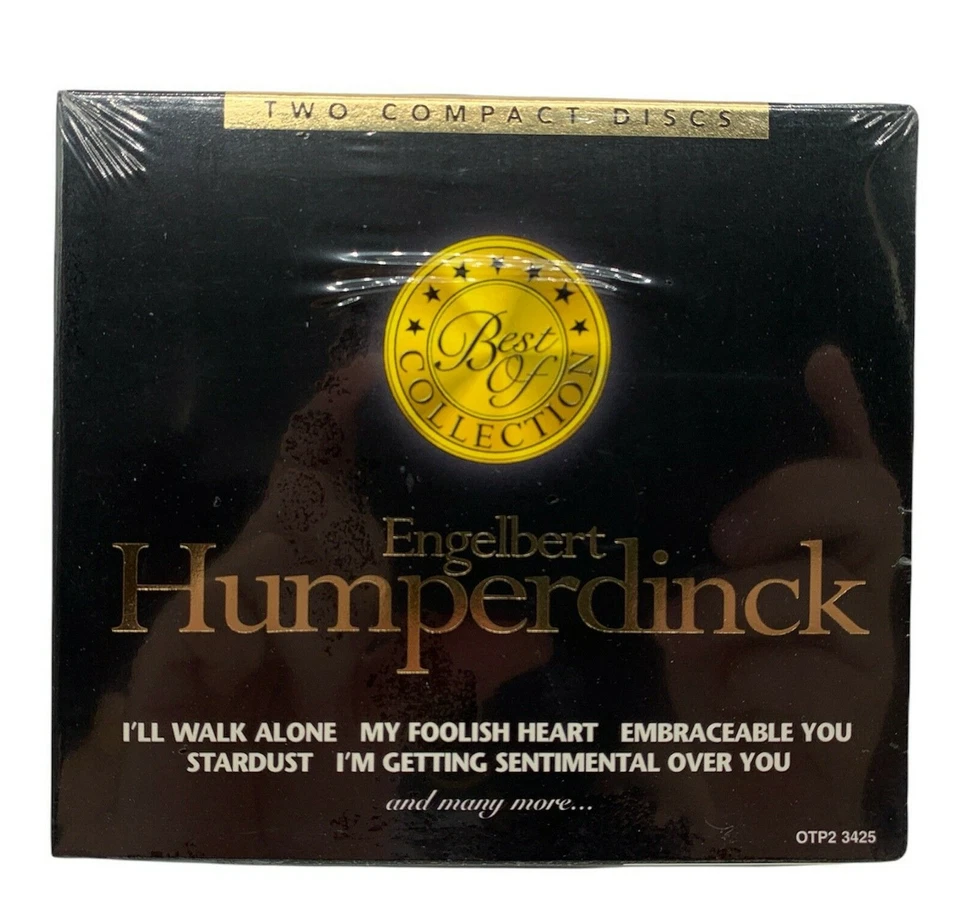 TWO COMPACT DISCS
Best
Of
COLLECTION
Engelbert
Humperdinck
I'LL WALK ALONE MY FOOLISH HEART EMBRACEABLE YOU
STARDUST I'M GETTING SENTIMENTAL OVER YOU
and many more...
OTP2 3425